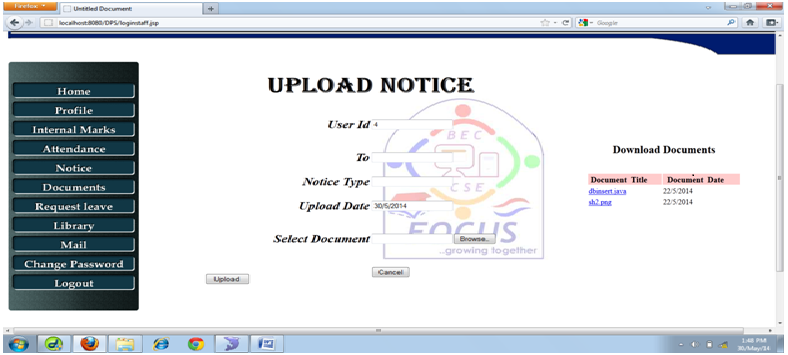 Firefox
Untitled Document
localhost:8080/DPS/loginstaff.jsp
Google
Home
Profile
Internal Marks
Attendance
Notice
Documents
Request leave
Library
Mail
Change Password
Logout
UPLOAD NOTICE
User Id 4
To
Notice Type
Upload Date 30/5/2014
Select Document Browse..
Upload
Cancel
BEC
CSE
FOCUS
..growing together
Download Documents
Document Title Document Date
dbinsert.java 22/5/2014
sh2.png 22/5/2014
1:48 PM
30/May/14